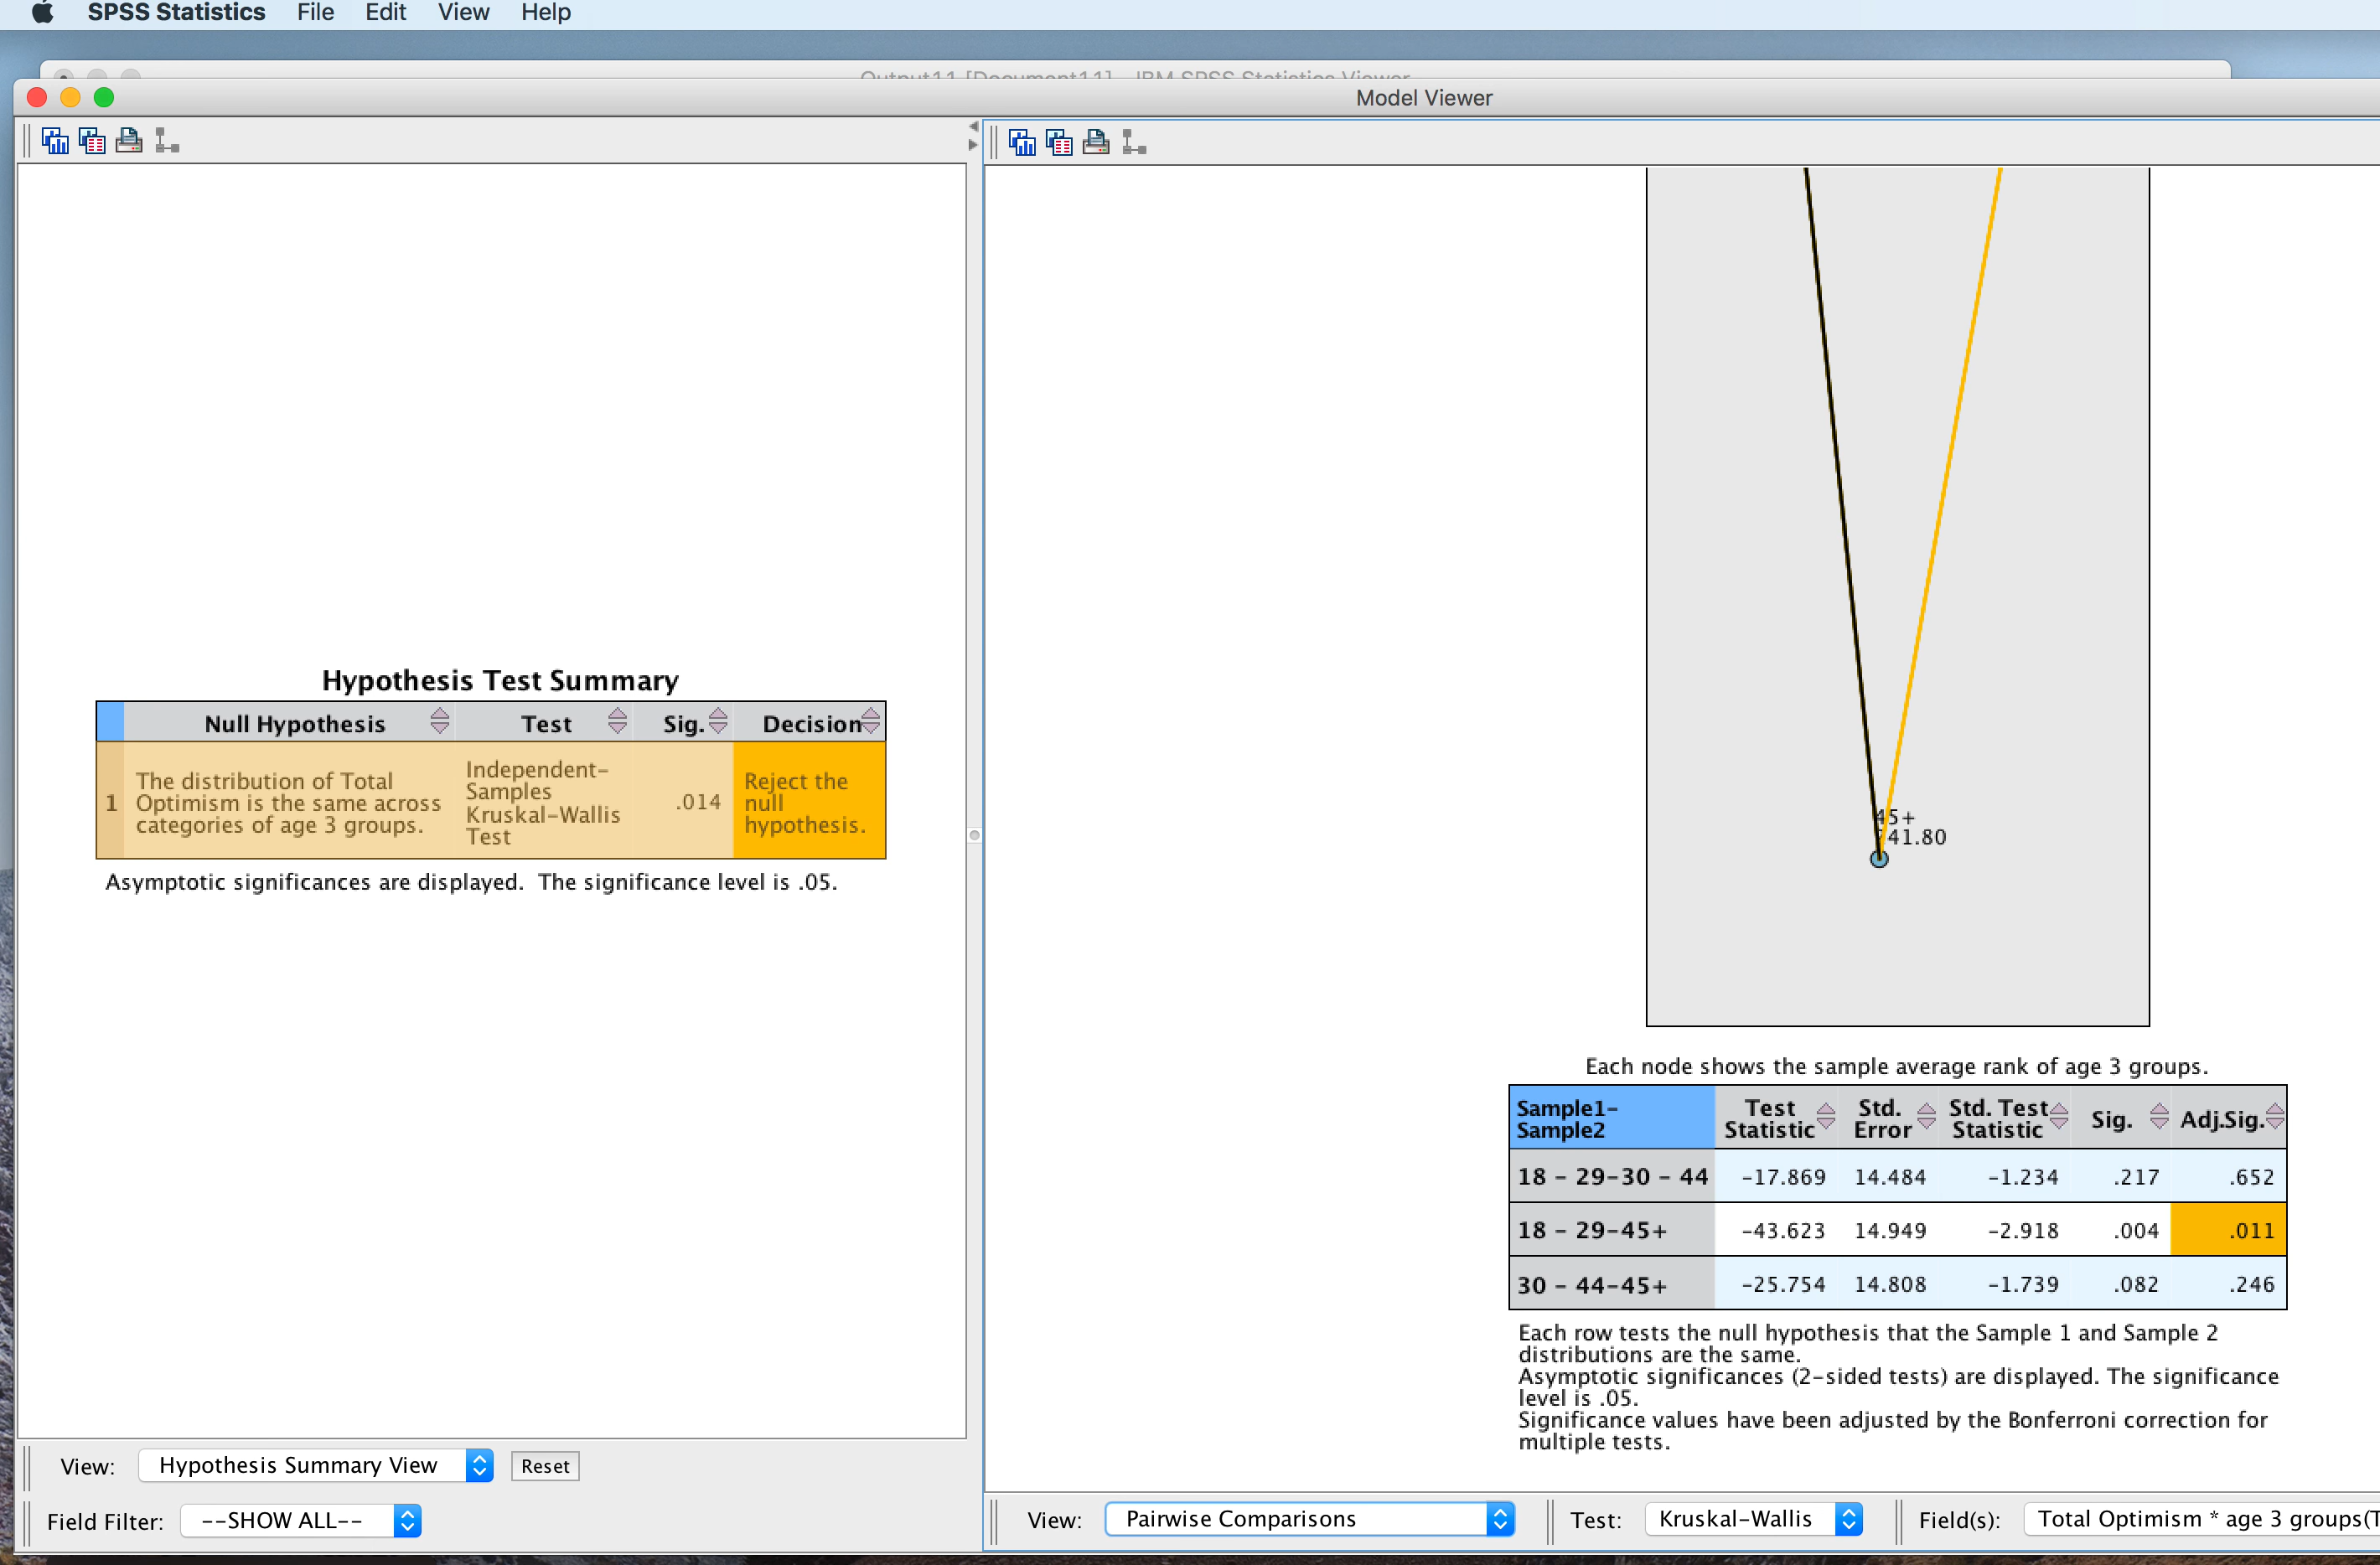 SPSS Statistics File Edit View Help
Output11 [Document11] - IBM SPSS Statistics Viewer
Model Viewer
Hypothesis Test Summary
Null Hypothesis Test Sig. Decision
1 The distribution of Total Optimism is the same across categories of age 3 groups. Independent-Samples Kruskal-Wallis Test .014 Reject the null hypothesis.
Asymptotic significances are displayed. The significance level is .05.
View: Hypothesis Summary View Reset
Field Filter: --SHOW ALL--
45+
41.80
Each node shows the sample average rank of age 3 groups.
Sample1-Sample2 Test Statistic Std. Error Std. Test Statistic Sig. Adj.Sig.
18 - 29-30 - 44 -17.869 14.484 -1.234 .217 .652
18 - 29-45+ -43.623 14.949 -2.918 .004 .011
30 - 44-45+ -25.754 14.808 -1.739 .082 .246
Each row tests the null hypothesis that the Sample 1 and Sample 2
distributions are the same.
Asymptotic significances (2-sided tests) are displayed. The significance
level is .05.
Significance values have been adjusted by the Bonferroni correction for
multiple tests.
View: Pairwise Comparisons Test: Kruskal-Wallis Field(s): Total Optimism * age 3 groups(T